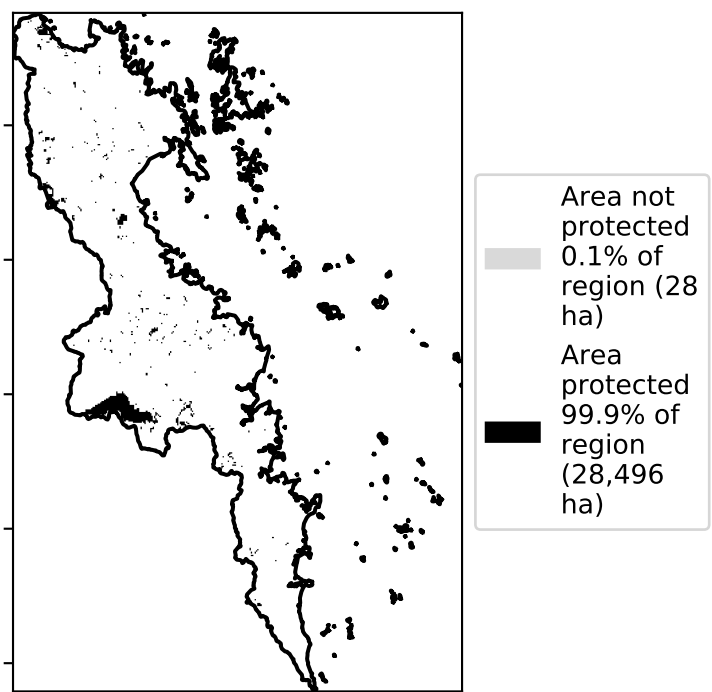 Area not
protected
0.1% of
region (28
ha)
Area
protected
99.9% of
region
(28,496
ha)